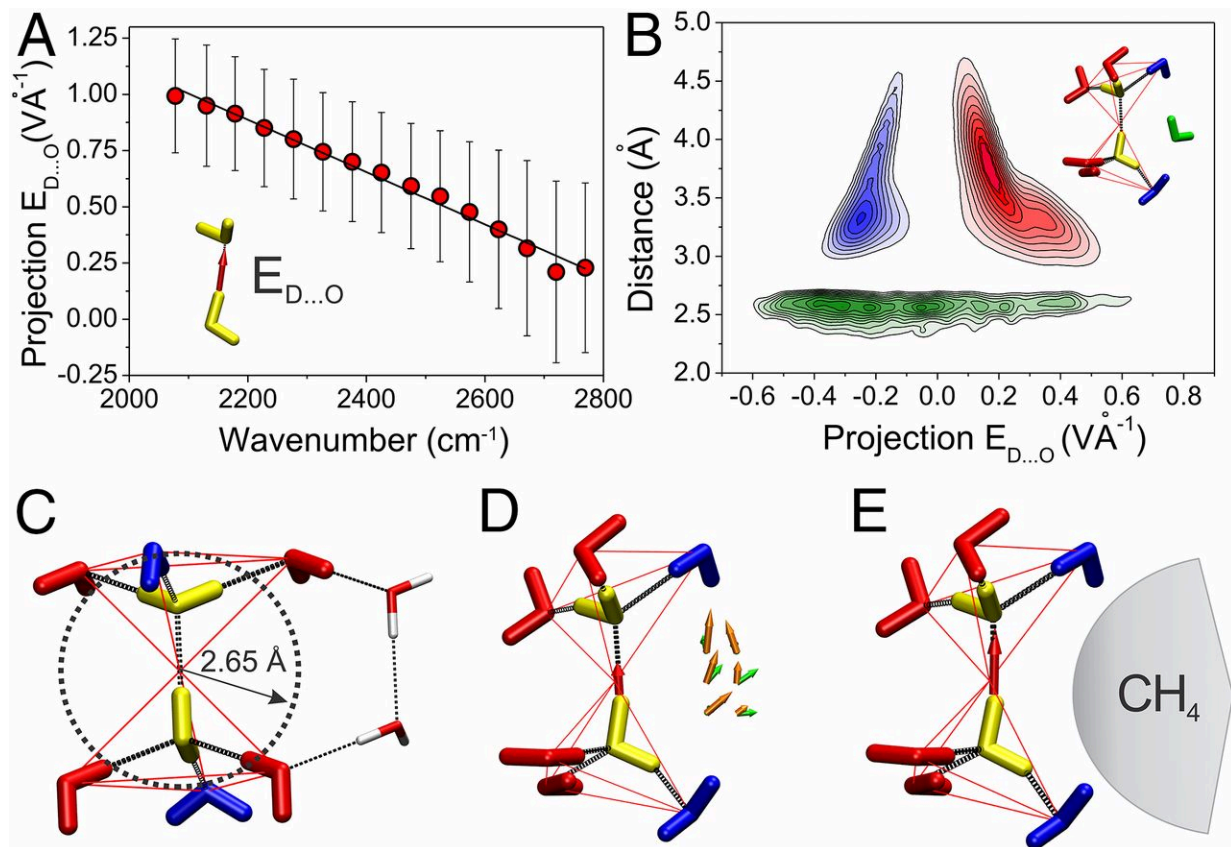 A
Projection E_D...O (VÅ⁻¹)
1.25
1.00
0.75
0.50
0.25
0.00
-0.25
2000
2200
2400
2600
2800
Wavenumber (cm⁻¹)
E_D...O
B
Distance (Å)
5.0
4.5
4.0
3.5
3.0
2.5
2.0
-0.6
-0.4
-0.2
0.0
0.2
0.4
0.6
0.8
Projection E_D...O (VÅ⁻¹)
C
2.65 Å
D
E
CH₄